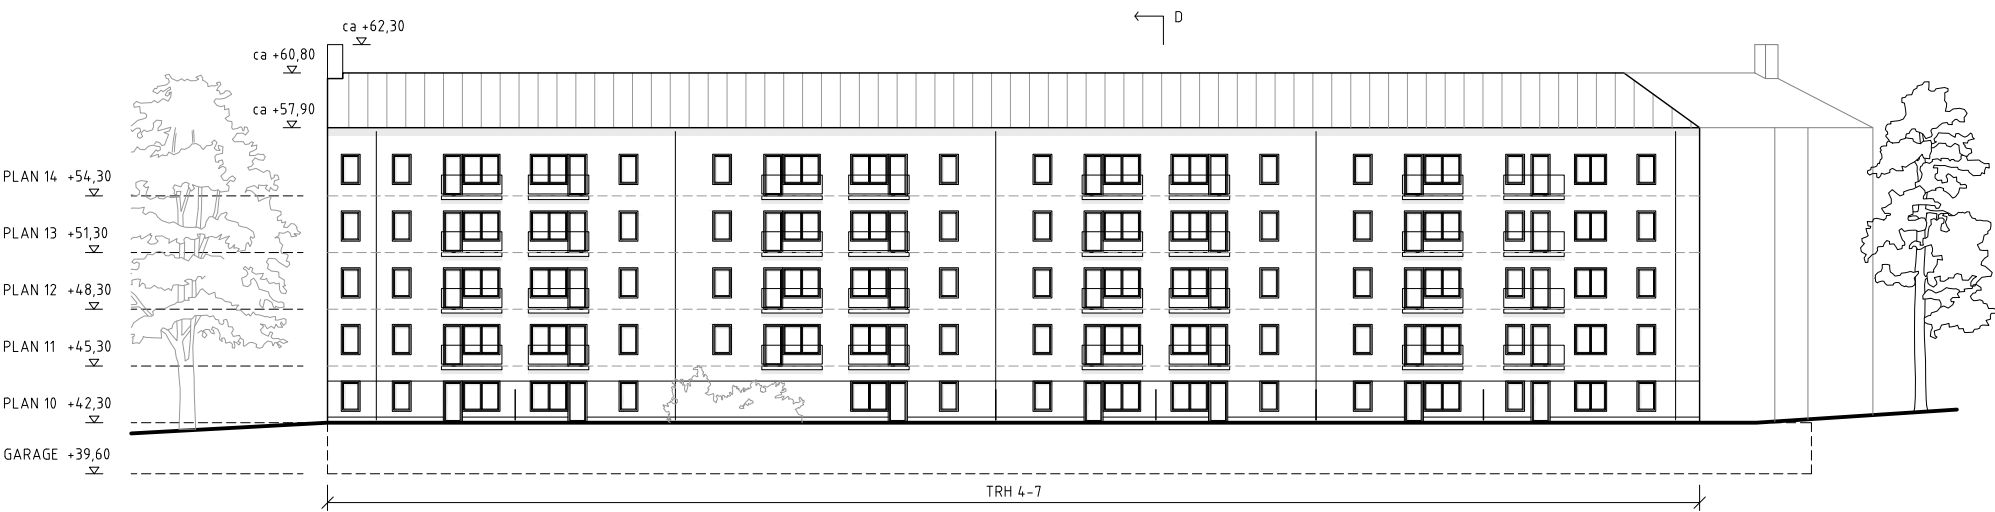 ca +62,30
D
ca +60,80
ca +57,90
PLAN 14 +54,30
PLAN 13 +51,30
PLAN 12 +48,30
PLAN 11 +45,30
PLAN 10 +42,30
GARAGE +39,60
TRH 4-7